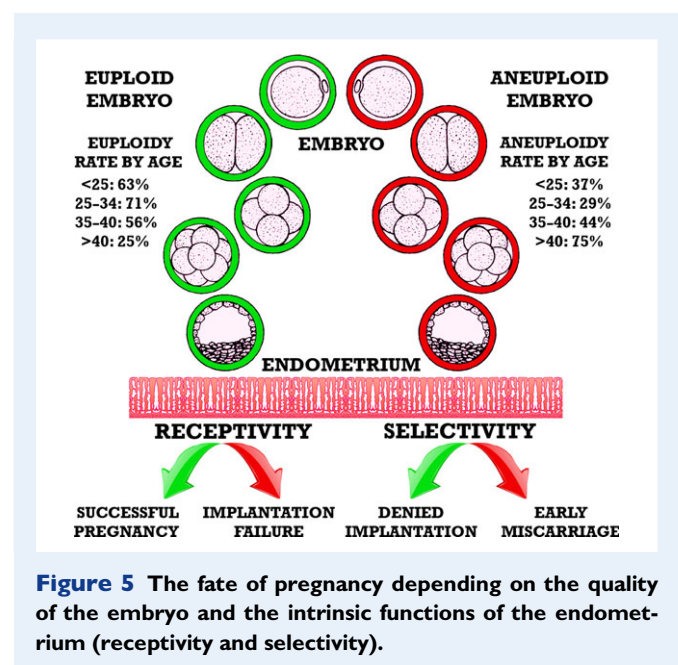 EUPLOID
EMBRYO
ANEUPLOID
EMBRYO
EMBRYO
EUPLOIDY
RATE BY AGE
<25: 63%
25–34: 71%
35–40: 56%
>40: 25%
ANEUPLOIDY
RATE BY AGE
<25: 37%
25–34: 29%
35–40: 44%
>40: 75%
ENDOMETRIUM
RECEPTIVITY
SELECTIVITY
SUCCESSFUL
PREGNANCY
IMPLANTATION
FAILURE
DENIED
IMPLANTATION
EARLY
MISCARRIAGE
Figure 5 The fate of pregnancy depending on the quality
of the embryo and the intrinsic functions of the endomet-
rium (receptivity and selectivity).